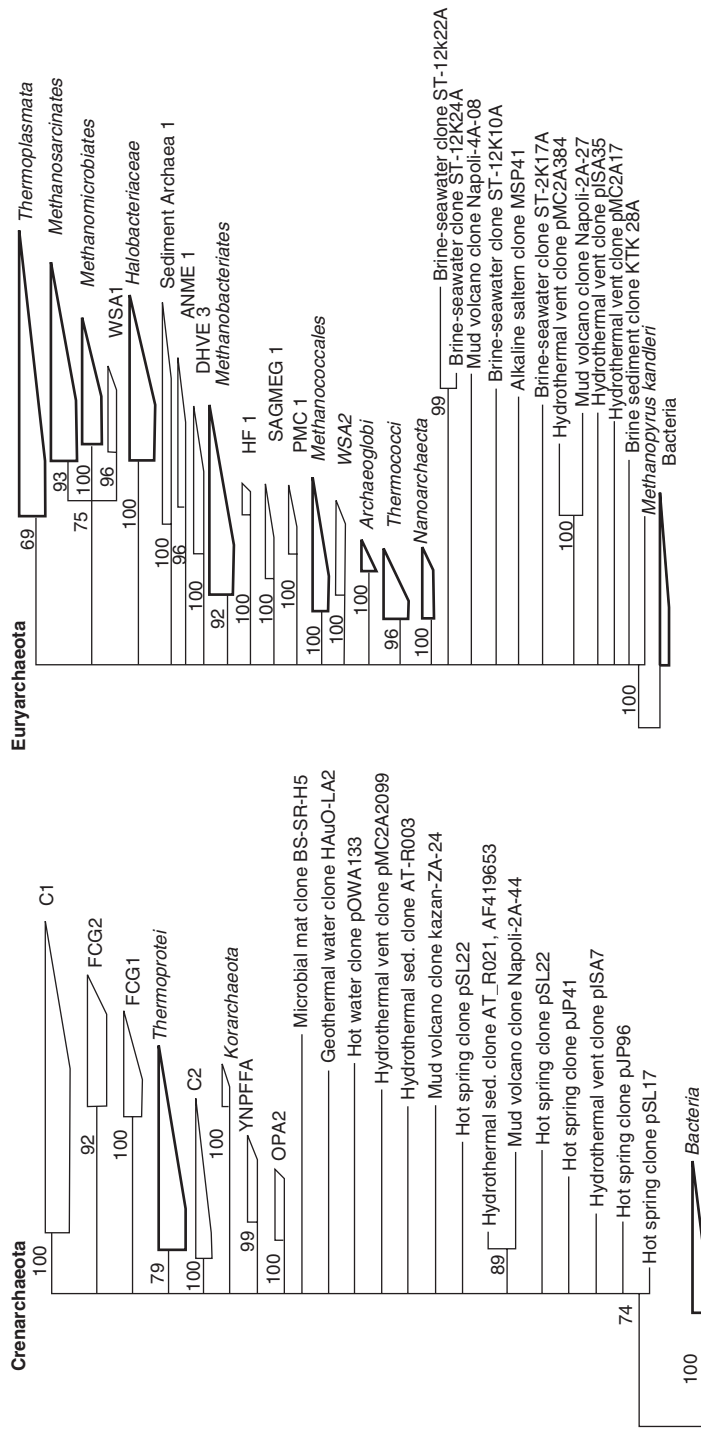 Crenarchaeota
100
C1
92
FCG2
100
FCG1
79
Thermoprotei
100
C2
100
Korarchaeota
99
YNPFFA
100
OPA2
Microbial mat clone BS-SR-H5
Geothermal water clone HAuO-LA2
Hot water clone pOWA133
Hydrothermal vent clone pMC2A2099
Hydrothermal sed. clone AT-R003
Mud volcano clone kazan-ZA-24
Hot spring clone pSL22
Hydrothermal sed. clone AT_R021, AF419653
89
Mud volcano clone Napoli-2A-44
Hot spring clone pSL22
Hot spring clone pJP41
Hydrothermal vent clone pISA7
Hot spring clone pJP96
74
Hot spring clone pSL17
100
Bacteria
Euryarchaeota
69
Thermoplasmata
93
Methanosarcinates
100
Methanomicrobiates
75
96
WSA1
100
Halobacteriaceae
100
Sediment Archaea 1
96
ANME 1
100
DHVE 3
92
Methanobacteriates
100
HF 1
100
SAGMEG 1
100
PMC 1
100
Methanococcales
100
WSA2
100
Archaeoglobi
96
Thermococci
100
Nanoarchaecta
99
Brine-seawater clone ST-12k22A
Brine-seawater clone ST-12K24A
Mud volcano clone Napoli-4A-08
Brine-seawater clone ST-12K10A
Alkaline saltern clone MSP41
Brine-seawater clone ST-2K17A
Hydrothermal vent clone pMC2A384
100
Mud volcano clone Napoli-2A-27
Hydrothermal vent clone pISA35
Hydrothermal vent clone pMC2A17
Brine sediment clone KTK 28A
100
Methanopyrus kandleri
Bacteria